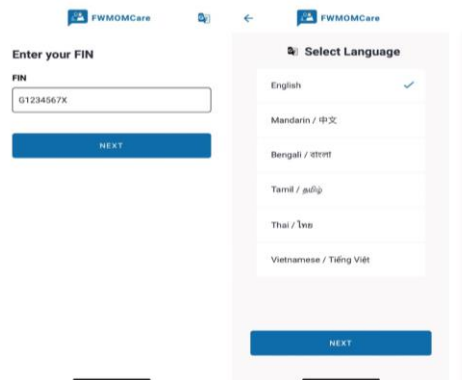 FWMOMCare
Enter your FIN
FIN
G1234567X
NEXT
FWMOMCare
Select Language
English
Mandarin / 中文
Bengali / বাংলা
Tamil / தமிழ்
Thai / ไทย
Vietnamese / Tiếng Việt
NEXT